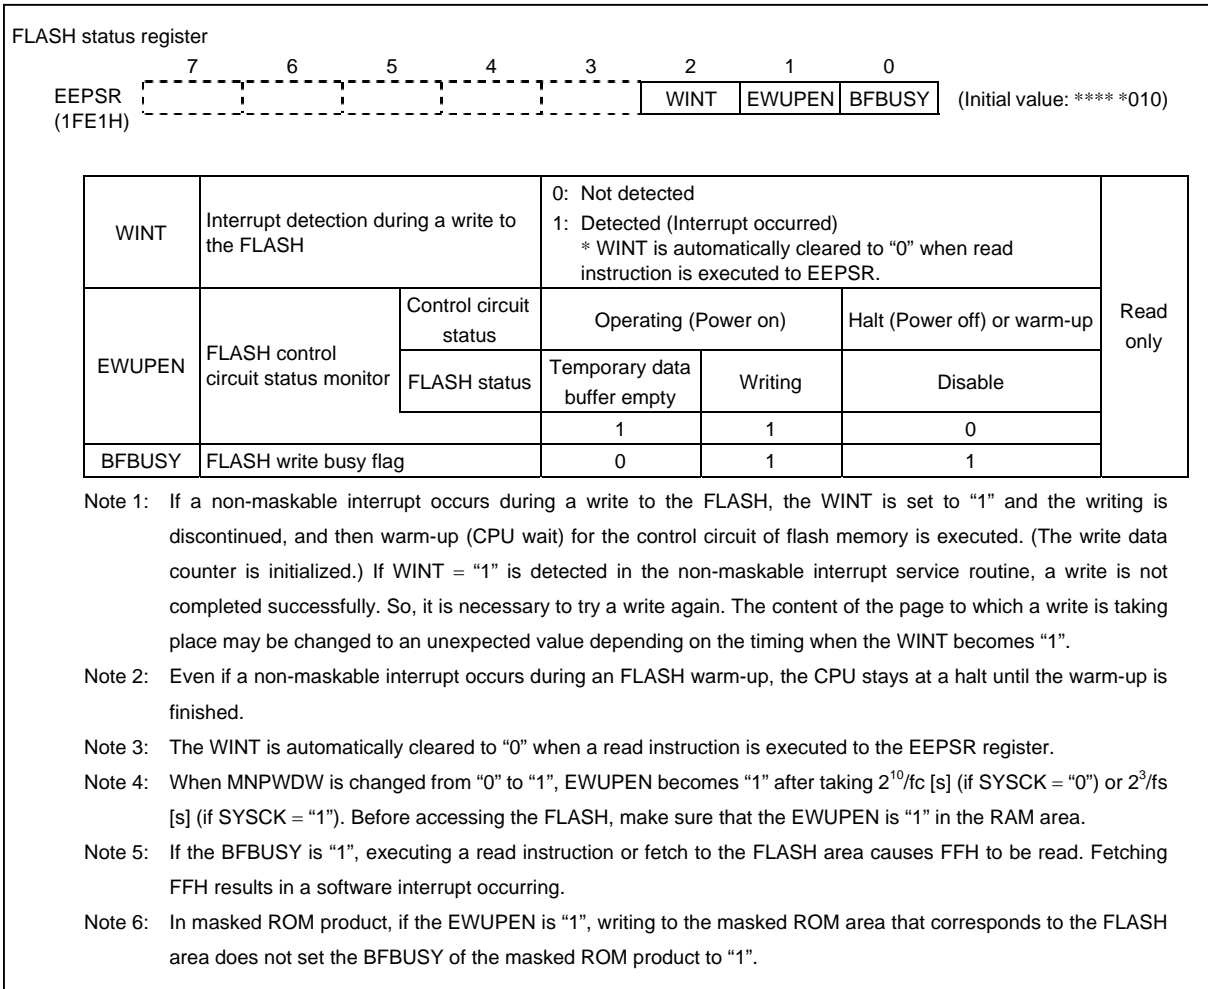 FLASH status register
7 6 5 4 3 2 1 0
EEPSR WINT EWUPEN BFBUSY (Initial value: **** *010)
(1FE1H)
WINT Interrupt detection during a write to the FLASH
0: Not detected
1: Detected (Interrupt occurred)
* WINT is automatically cleared to “0” when read
instruction is executed to EEPSR.
Read only
EWUPEN FLASH control circuit status monitor
Control circuit status Operating (Power on) Halt (Power off) or warm-up
FLASH status Temporary data buffer empty Writing Disable
1 1 0
BFBUSY FLASH write busy flag 0 1 1
Note 1: If a non-maskable interrupt occurs during a write to the FLASH, the WINT is set to “1” and the writing is
discontinued, and then warm-up (CPU wait) for the control circuit of flash memory is executed. (The write data
counter is initialized.) If WINT = “1” is detected in the non-maskable interrupt service routine, a write is not
completed successfully. So, it is necessary to try a write again. The content of the page to which a write is taking
place may be changed to an unexpected value depending on the timing when the WINT becomes “1”.
Note 2: Even if a non-maskable interrupt occurs during an FLASH warm-up, the CPU stays at a halt until the warm-up is
finished.
Note 3: The WINT is automatically cleared to “0” when a read instruction is executed to the EEPSR register.
Note 4: When MNPWDW is changed from “0” to “1”, EWUPEN becomes “1” after taking 2^10/fc [s] (if SYSCK = “0”) or 2^3/fs
[s] (if SYSCK = “1”). Before accessing the FLASH, make sure that the EWUPEN is “1” in the RAM area.
Note 5: If the BFBUSY is “1”, executing a read instruction or fetch to the FLASH area causes FFH to be read. Fetching
FFH results in a software interrupt occurring.
Note 6: In masked ROM product, if the EWUPEN is “1”, writing to the masked ROM area that corresponds to the FLASH
area does not set the BFBUSY of the masked ROM product to “1”.